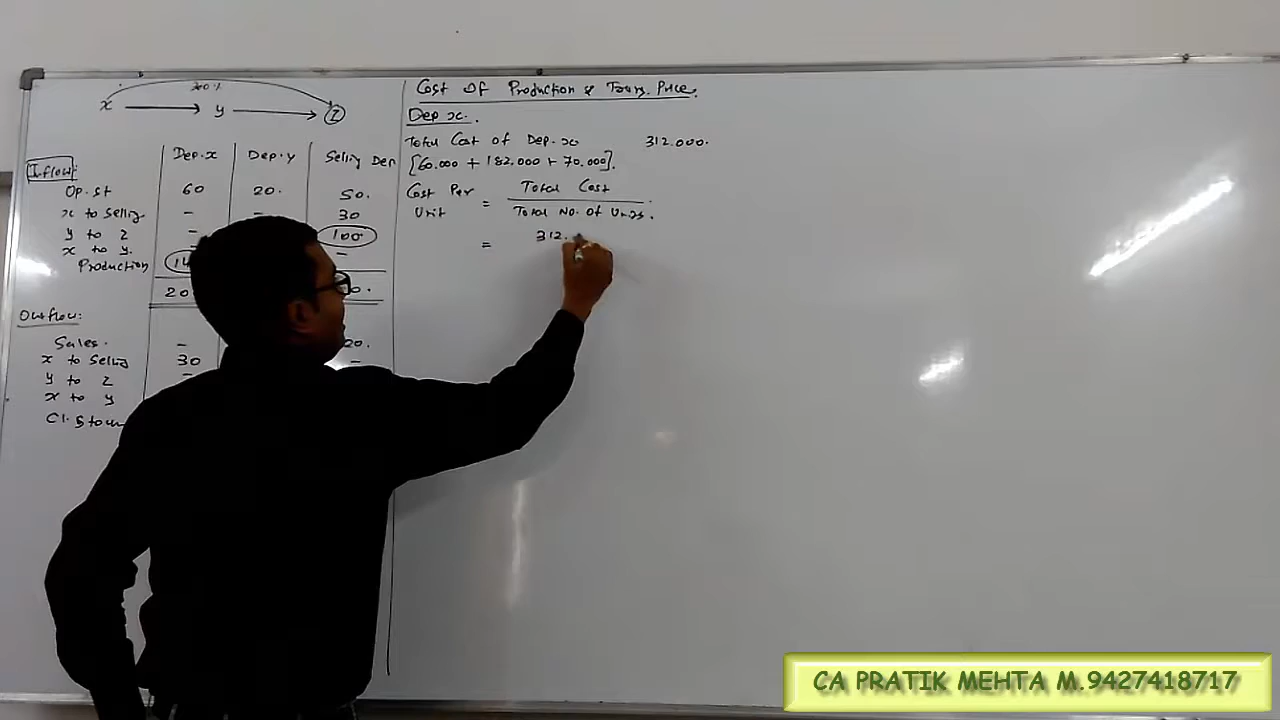 200%
x → y → Z
Dep.x Dep.y Selling Dep
Inflow:
Op.st 60 20. 50.
x to Selling - - 30
y to z - 100
x to y. - -
Production
20
Outflow:
Sales. - 20.
x to Selling 30 -
y to z -
x to y
Cl. Stock
Cost Of Production & Trans. Price.
Dep x.
Total Cost of Dep. x 312.000.
[60.000 + 182.000 + 70.000].
Cost Per Unit = Total Cost
Total No. Of Units.
= 312.
CA PRATIK MEHTA M.9427418717